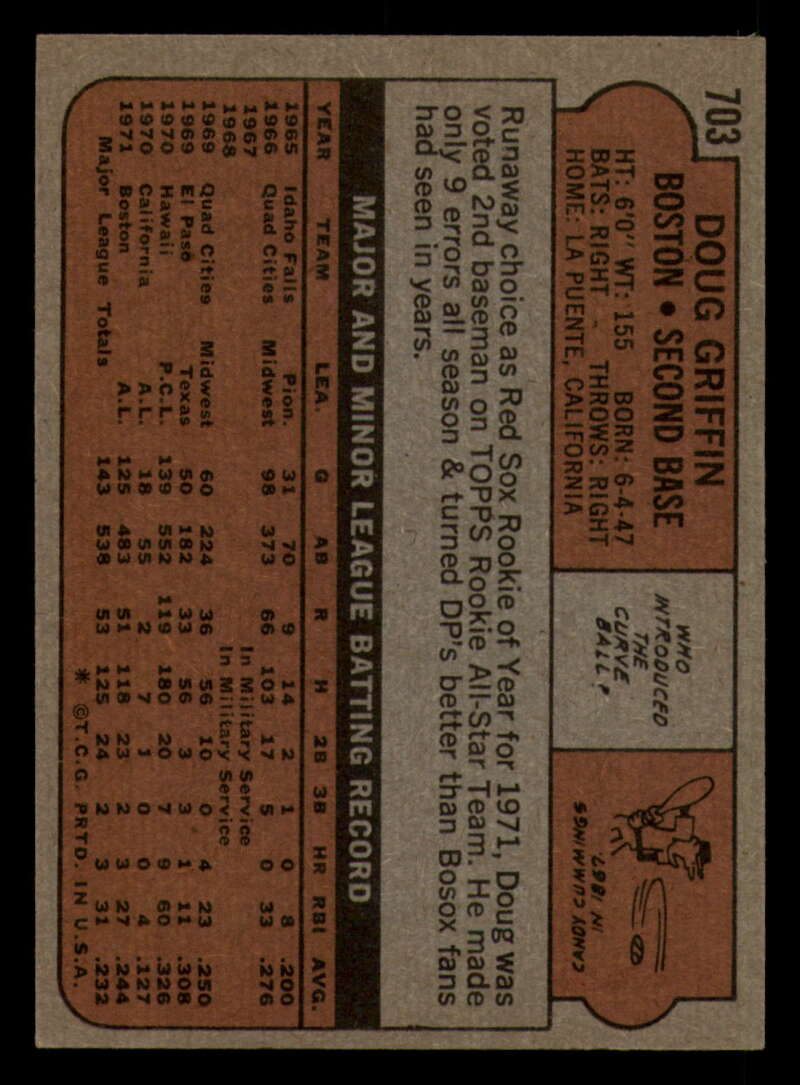 703
DOUG GRIFFIN
BOSTON • SECOND BASE
HT: 6'0" WT: 155 BORN: 6-4-47
BATS: RIGHT THROWS: RIGHT
HOME: LA PUENTE, CALIFORNIA
WHO
INTRODUCED
THE
CURVE
BALL?
CANDY CUMMINGS
IN 1867.
Runaway choice as Red Sox Rookie of Year for 1971, Doug was
voted 2nd baseman on TOPPS Rookie All-Star Team. He made
only 9 errors all season & turned DP's better than Bosox fans
had seen in years.
MAJOR AND MINOR LEAGUE BATTING RECORD
YEAR TEAM LEA. G AB R H 2B 3B HR RBI AVG.
1965 Idaho Falls Pion. 31 70 9 14 2 1 0 8 .200
1966 Quad Cities Midwest 98 373 66 103 17 5 0 33 .276
1967 In Military Service
1968 In Military Service
1969 Quad Cities Midwest 60 224 36 56 10 0 4 23 .250
1969 El Paso Texas 50 182 33 56 3 3 1 11 .308
1970 Hawaii P.C.L. 139 552 119 180 20 7 9 60 .326
1970 California A.L. 18 55 2 7 1 0 0 4 .127
1971 Boston A.L. 125 483 51 118 23 2 3 27 .244
Major League Totals 143 538 53 125 24 2 3 31 .232
* ©T.C.G. PRTD. IN U.S.A.